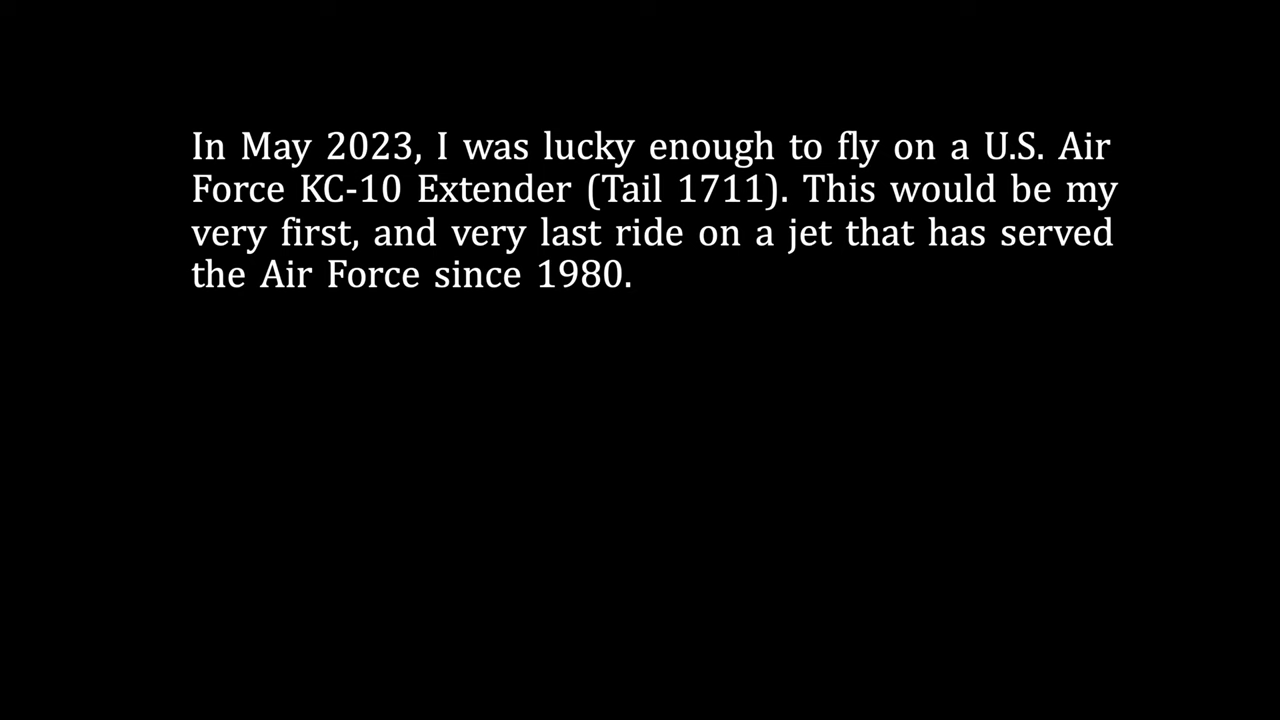 In May 2023, I was lucky enough to fly on a U.S. Air
Force KC-10 Extender (Tail 1711). This would be my
very first, and very last ride on a jet that has served
the Air Force since 1980.